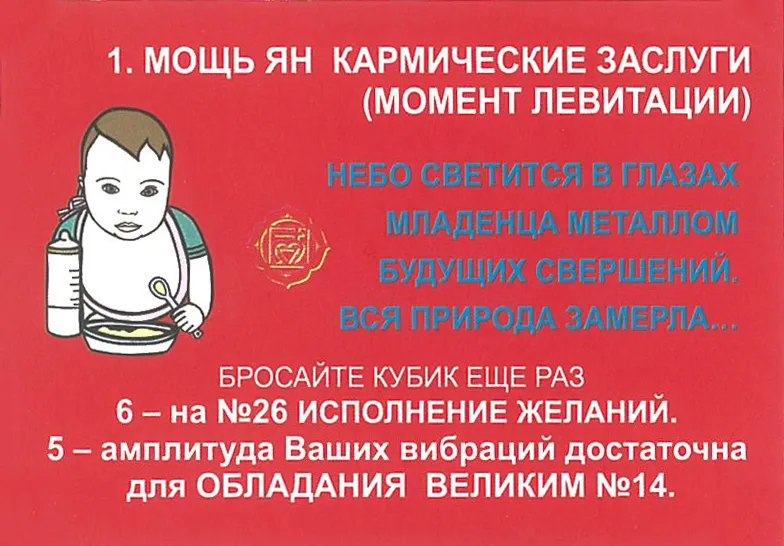 1. МОЩЬ ЯН КАРМИЧЕСКИЕ ЗАСЛУГИ
(МОМЕНТ ЛЕВИТАЦИИ)
НЕБО СВЕТИТСЯ В ГЛАЗАХ
МЛАДЕНЦА МЕТАЛЛОМ
БУДУЩИХ СВЕРШЕНИЙ.
ВСЯ ПРИРОДА ЗАМЕРЛА...
БРОСАЙТЕ КУБИК ЕЩЕ РАЗ
6 – на №26 ИСПОЛНЕНИЕ ЖЕЛАНИЙ.
5 – амплитуда Ваших вибраций достаточна
для ОБЛАДАНИЯ ВЕЛИКИМ №14.